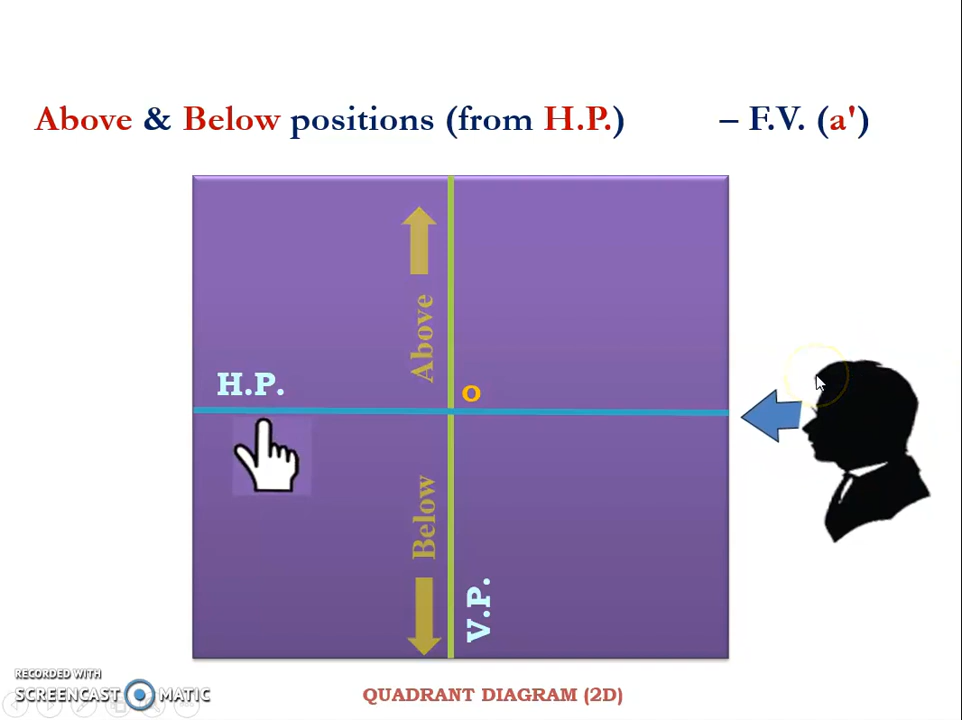 Above & Below positions (from H.P.) – F.V. (a')
Above
H.P.
o
Below
V.P.
RECORDED WITH
SCREENCAST MATIC
QUADRANT DIAGRAM (2D)